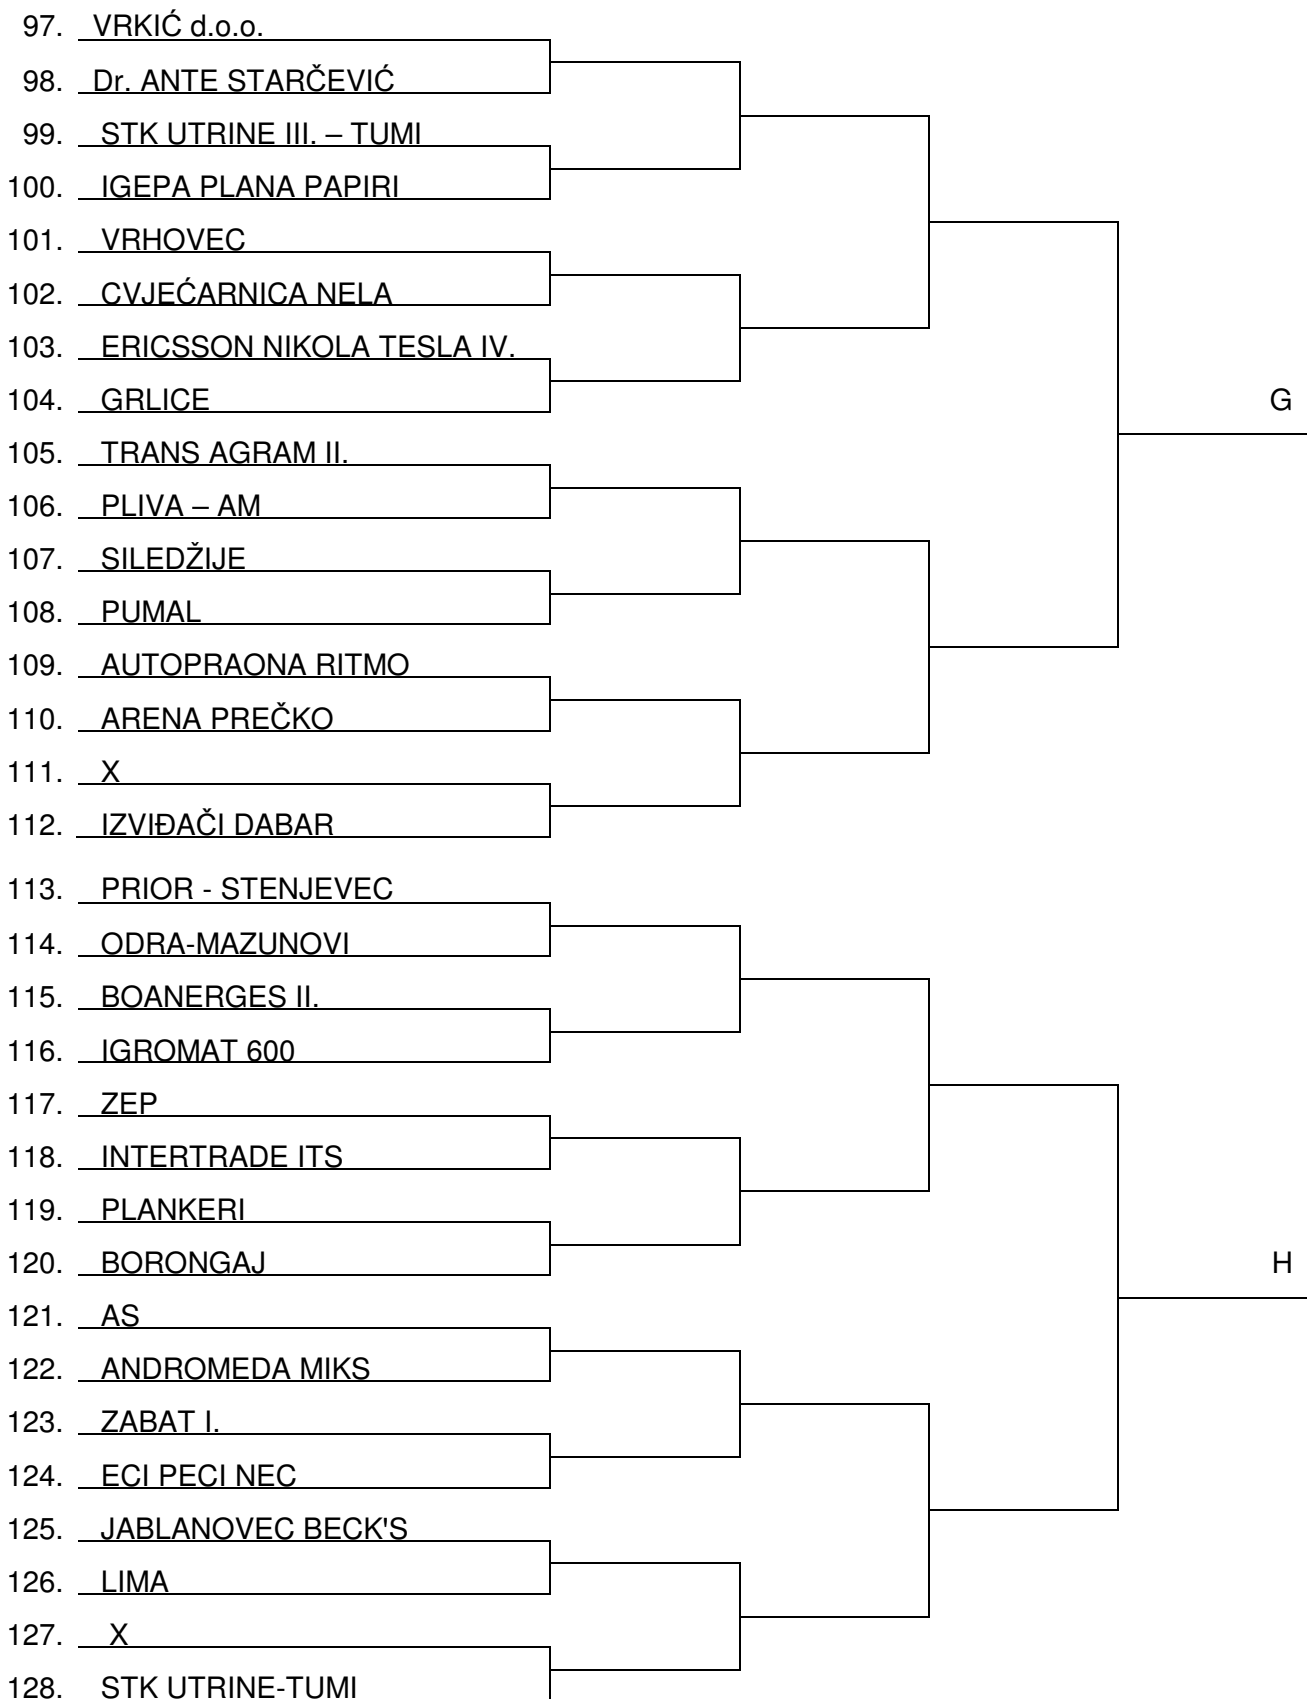 97. VRKIĆ d.o.o.
98. Dr. ANTE STARČEVIĆ
99. STK UTRINE III. – TUMI
100. IGEPA PLANA PAPIRI
101. VRHOVEC
102. CVJEĆARNICA NELA
103. ERICSSON NIKOLA TESLA IV.
104. GRLICE
G
105. TRANS AGRAM II.
106. PLIVA – AM
107. SILEDŽIJE
108. PUMAL
109. AUTOPRAONA RITMO
110. ARENA PREČKO
111. X
112. IZVIĐAČI DABAR
113. PRIOR - STENJEVEC
114. ODRA-MAZUNOVI
115. BOANERGES II.
116. IGROMAT 600
117. ZEP
118. INTERTRADE ITS
119. PLANKERI
120. BORONGAJ
H
121. AS
122. ANDROMEDA MIKS
123. ZABAT I.
124. ECI PECI NEC
125. JABLANOVEC BECK'S
126. LIMA
127. X
128. STK UTRINE-TUMI